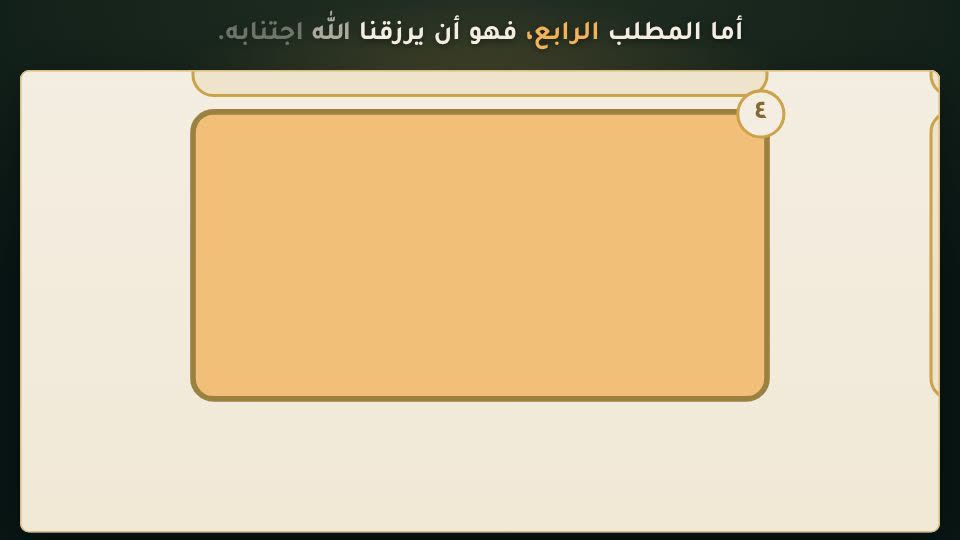 أما المطلب الرابع، فهو أن يرزقنا الله اجتنابه.
٤